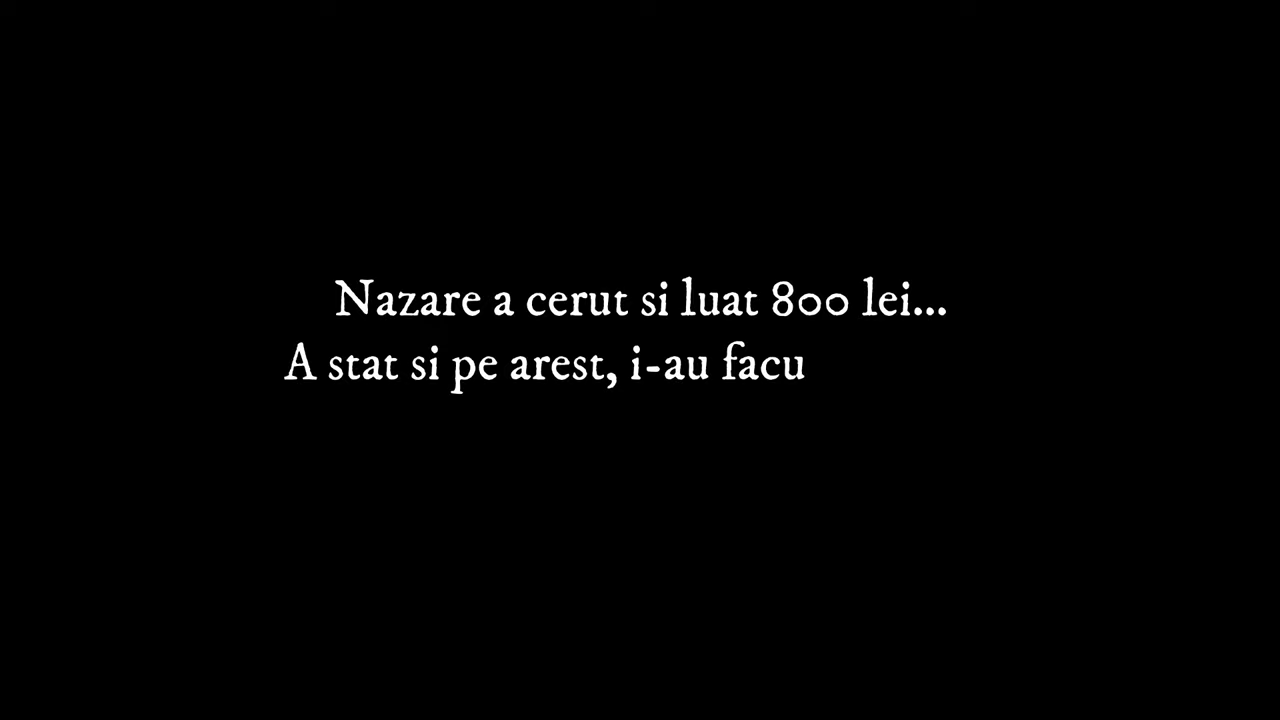 Nazare a cerut si luat 800 lei...
A stat si pe arest, i-au facu